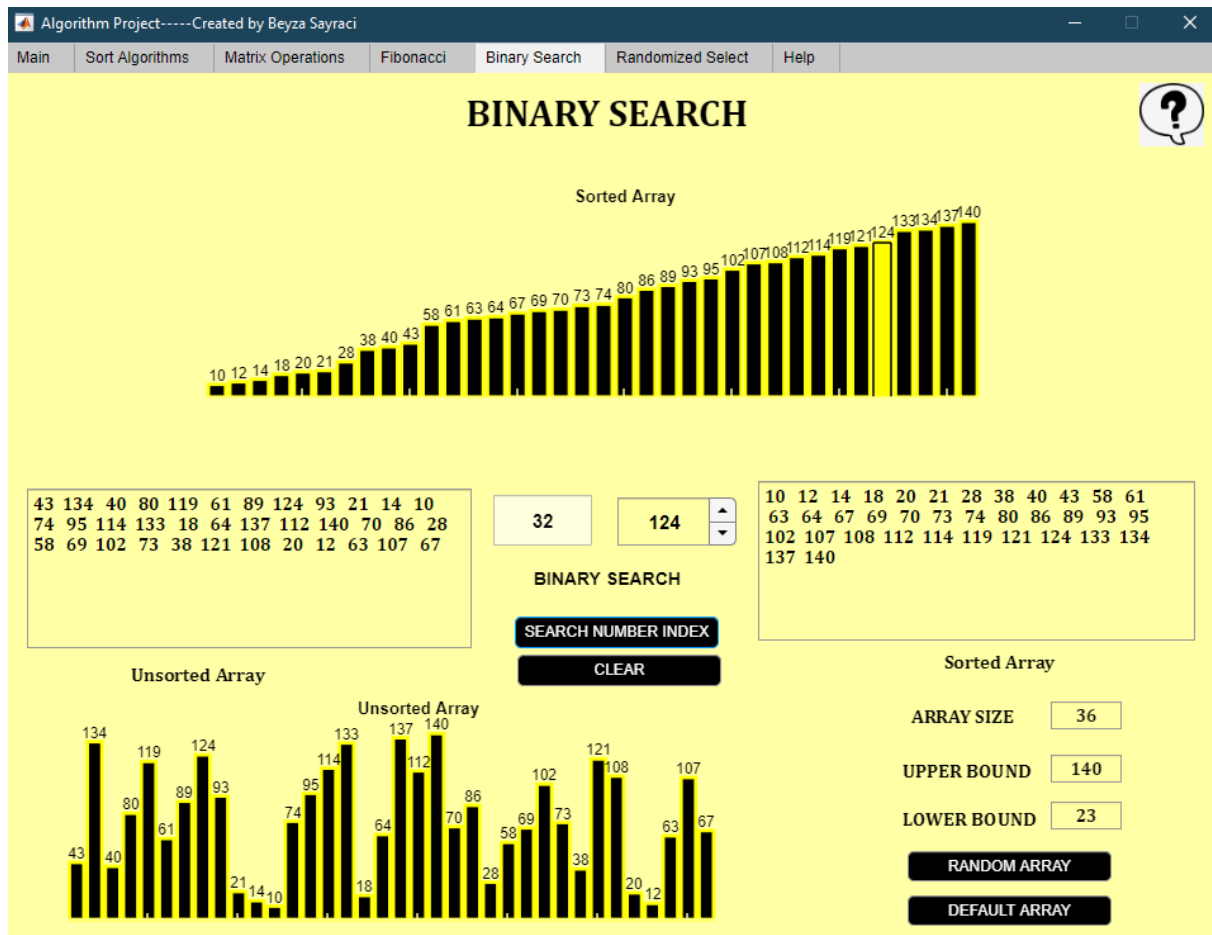 Algorithm Project-----Created by Beyza Sayraci
Main Sort Algorithms Matrix Operations Fibonacci Binary Search Randomized Select Help
BINARY SEARCH
?
Sorted Array
10 12 14 18 20 21 28 38 40 43 58 61 63 64 67 69 70 73 74 80 86 89 93 95 102 107 108 112 114 119 121 124 133 134 137 140
43 134 40 80 119 61 89 124 93 21 14 10
74 95 114 133 18 64 137 112 140 70 86 28
58 69 102 73 38 121 108 20 12 63 107 67
Unsorted Array
32 124
BINARY SEARCH
SEARCH NUMBER INDEX
CLEAR
10 12 14 18 20 21 28 38 40 43 58 61
63 64 67 69 70 73 74 80 86 89 93 95
102 107 108 112 114 119 121 124 133 134
137 140
Sorted Array
Unsorted Array
43 134 40 80 119 61 89 124 93 21 14 10 74 95 114 133 18 64 137 112 140 70 86 28 58 69 102 73 38 121 108 20 12 63 107 67
ARRAY SIZE 36
UPPER BOUND 140
LOWER BOUND 23
RANDOM ARRAY
DEFAULT ARRAY